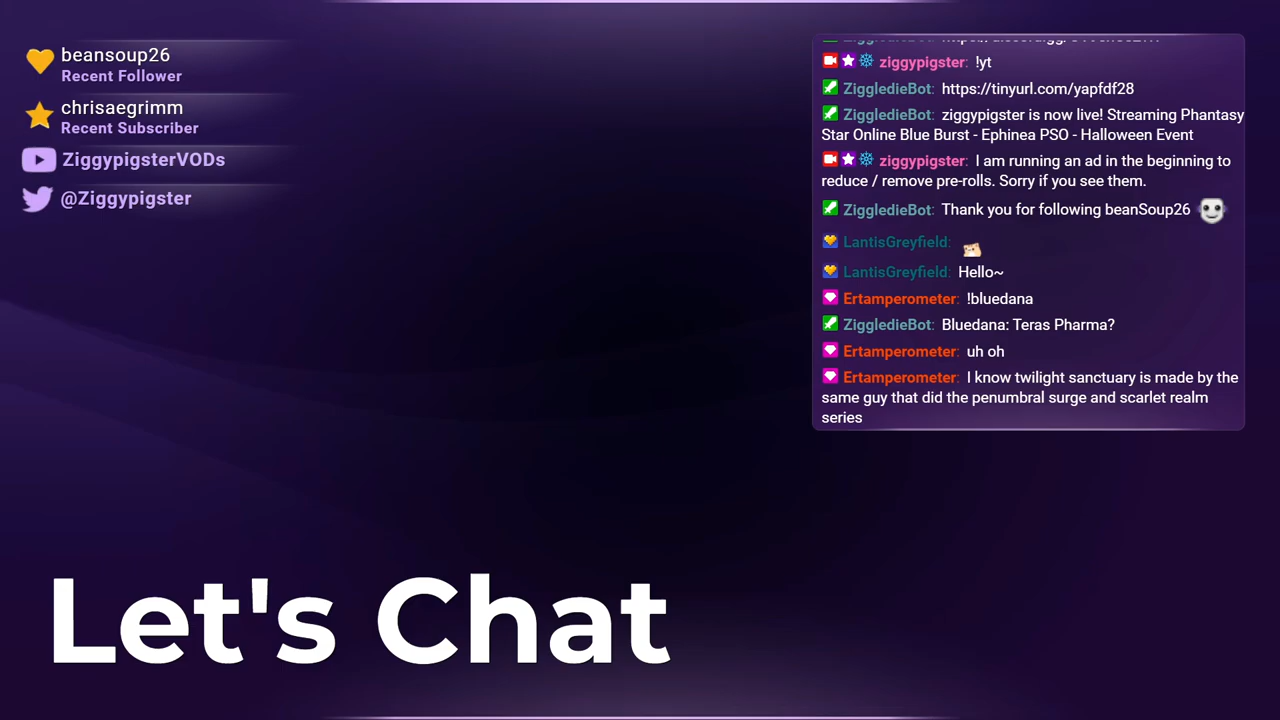 beansoup26
Recent Follower
chrisaegrimm
Recent Subscriber
ZiggypigsterVODs
@Ziggypigster
ziggypigster: !yt
ZiggledieBot: https://tinyurl.com/yapfdf28
ZiggledieBot: ziggypigster is now live! Streaming Phantasy
Star Online Blue Burst - Ephinea PSO - Halloween Event
ziggypigster: I am running an ad in the beginning to
reduce / remove pre-rolls. Sorry if you see them.
ZiggledieBot: Thank you for following beanSoup26
LantisGreyfield:
LantisGreyfield: Hello~
Ertamperometer: !bluedana
ZiggledieBot: Bluedana: Teras Pharma?
Ertamperometer: uh oh
Ertamperometer: I know twilight sanctuary is made by the
same guy that did the penumbral surge and scarlet realm
series
Let's Chat